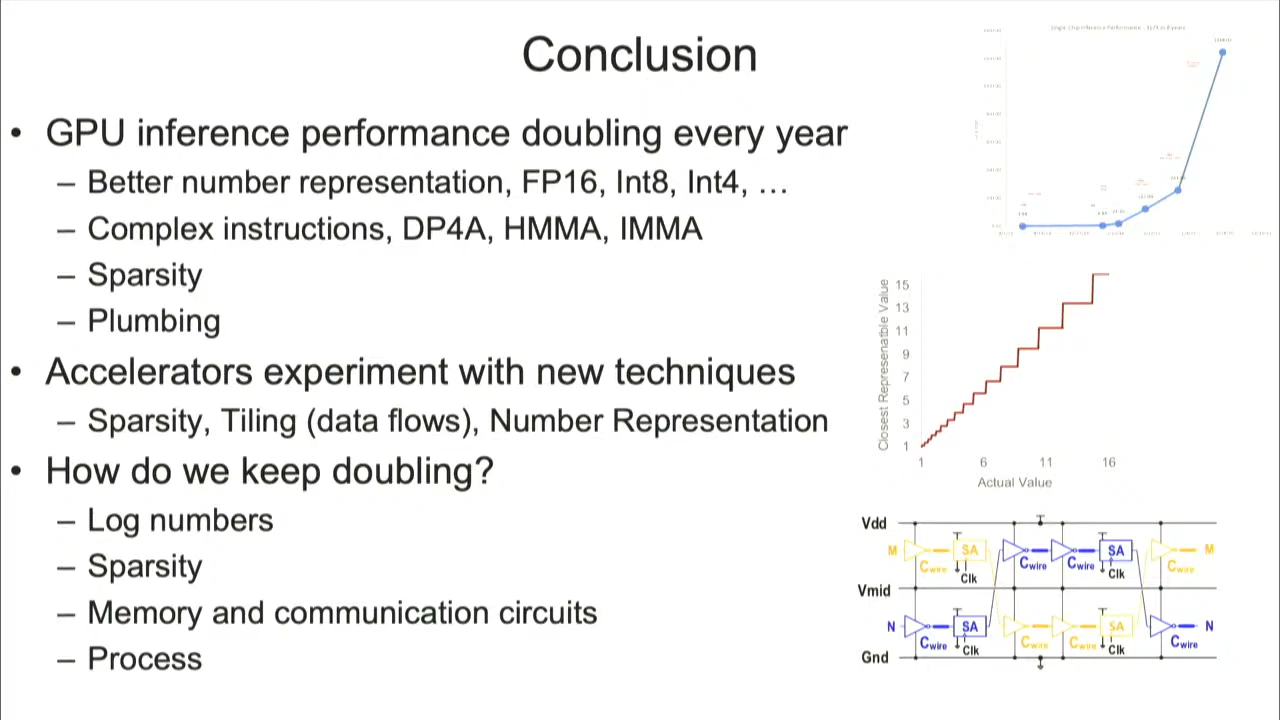 Conclusion
• GPU inference performance doubling every year
– Better number representation, FP16, Int8, Int4, …
– Complex instructions, DP4A, HMMA, IMMA
– Sparsity
– Plumbing
• Accelerators experiment with new techniques
– Sparsity, Tiling (data flows), Number Representation
• How do we keep doubling?
– Log numbers
– Sparsity
– Memory and communication circuits
– Process
Single-Chip Inference Performance -
Closest Representable Value
15
13
11
9
7
5
3
1
1 6 11 16
Actual Value
Vdd
M SA SA M
Cwire Clk Cwire Cwire Clk Cwire
Vmid
N SA SA N
Cwire Clk Cwire Cwire Clk Cwire
Gnd